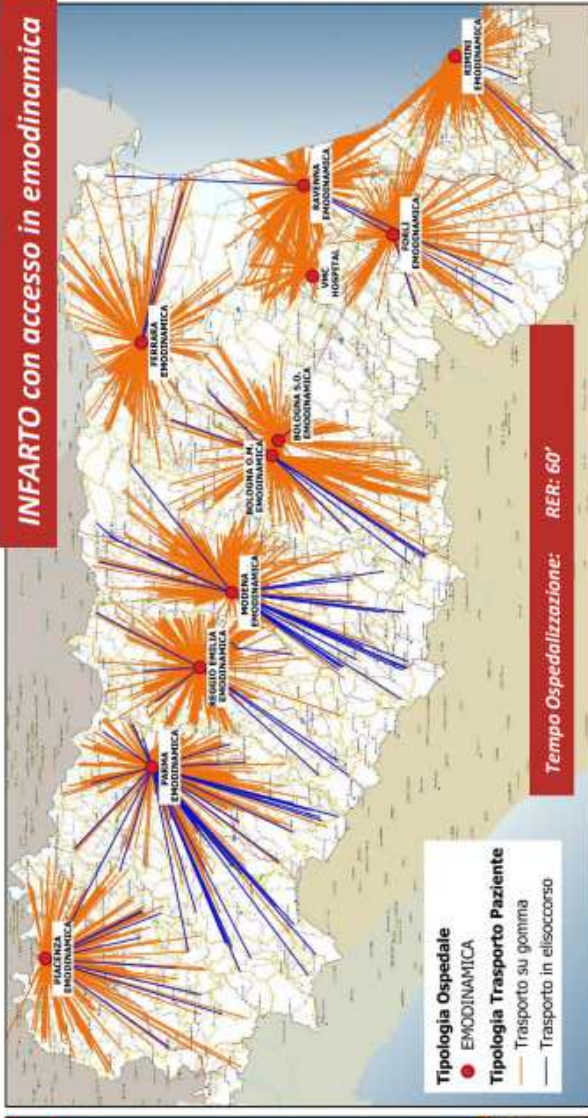 INFARTO con accesso in emodinamica
PIACENZA
EMODINAMICA
PARMA
EMODINAMICA
REGGIO EMILIA
EMODINAMICA
MODENA
EMODINAMICA
BOLOGNA O.M.
EMODINAMICA
BOLOGNA S.O.
EMODINAMICA
FERRARA
EMODINAMICA
VMC
HOSPITAL
RAVENNA
EMODINAMICA
FORLÌ
EMODINAMICA
RIMINI
EMODINAMICA
Tipologia Ospedale
EMODINAMICA
Tipologia Trasporto Paziente
Trasporto su gomma
Trasporto in elisoccorso
Tempo Ospedalizzazione: RER: 60'